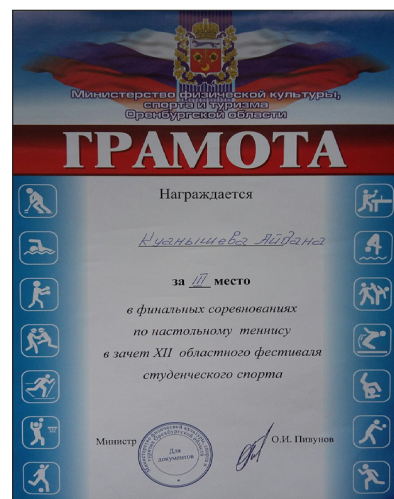 Министерство физической культуры,
спорта и туризма
Оренбургской области
ГРАМОТА
Награждается
Куанышева Айдана
за III место
в финальных соревнованиях
по настольному теннису
в зачет XII областного фестиваля
студенческого спорта
Министр
О.И. Пивунов
Для
документов